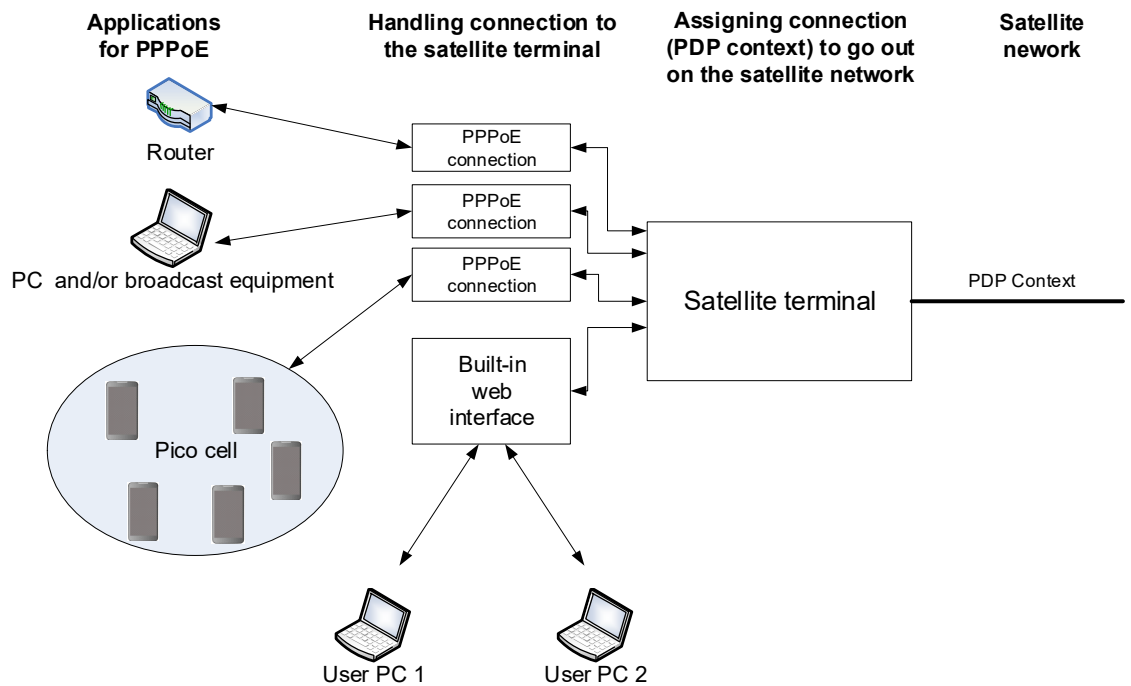 Applications
for PPPoE
Handling connection to
the satellite terminal
Assigning connection
(PDP context) to go out
on the satellite network
Satellite
nework
Router
PPPoE
connection
PPPoE
connection
PC and/or broadcast equipment
PPPoE
connection
Satellite terminal
PDP Context
Built-in
web
interface
Pico cell
User PC 1
User PC 2